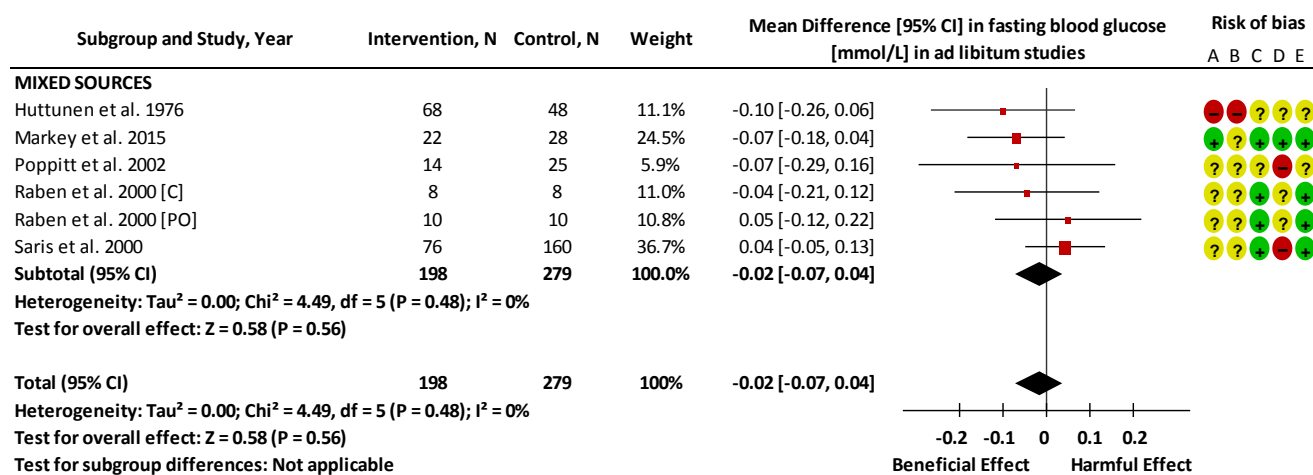 Subgroup and Study, Year Intervention, N Control, N Weight Mean Difference [95% CI] in fasting blood glucose [mmol/L] in ad libitum studies Risk of bias
A B C D E
MIXED SOURCES
Huttunen et al. 1976 68 48 11.1% -0.10 [-0.26, 0.06] − − ? ? ?
Markey et al. 2015 22 28 24.5% -0.07 [-0.18, 0.04] + ? + + +
Poppitt et al. 2002 14 25 5.9% -0.07 [-0.29, 0.16] ? ? ? − ?
Raben et al. 2000 [C] 8 8 11.0% -0.04 [-0.21, 0.12] ? ? + ? +
Raben et al. 2000 [PO] 10 10 10.8% 0.05 [-0.12, 0.22] ? ? + ? +
Saris et al. 2000 76 160 36.7% 0.04 [-0.05, 0.13] ? ? + − +
Subtotal (95% CI) 198 279 100.0% -0.02 [-0.07, 0.04]
Heterogeneity: Tau² = 0.00; Chi² = 4.49, df = 5 (P = 0.48); I² = 0%
Test for overall effect: Z = 0.58 (P = 0.56)
Total (95% CI) 198 279 100% -0.02 [-0.07, 0.04]
Heterogeneity: Tau² = 0.00; Chi² = 4.49, df = 5 (P = 0.48); I² = 0%
Test for overall effect: Z = 0.58 (P = 0.56)
-0.2 -0.1 0 0.1 0.2
Test for subgroup differences: Not applicable
Beneficial Effect Harmful Effect